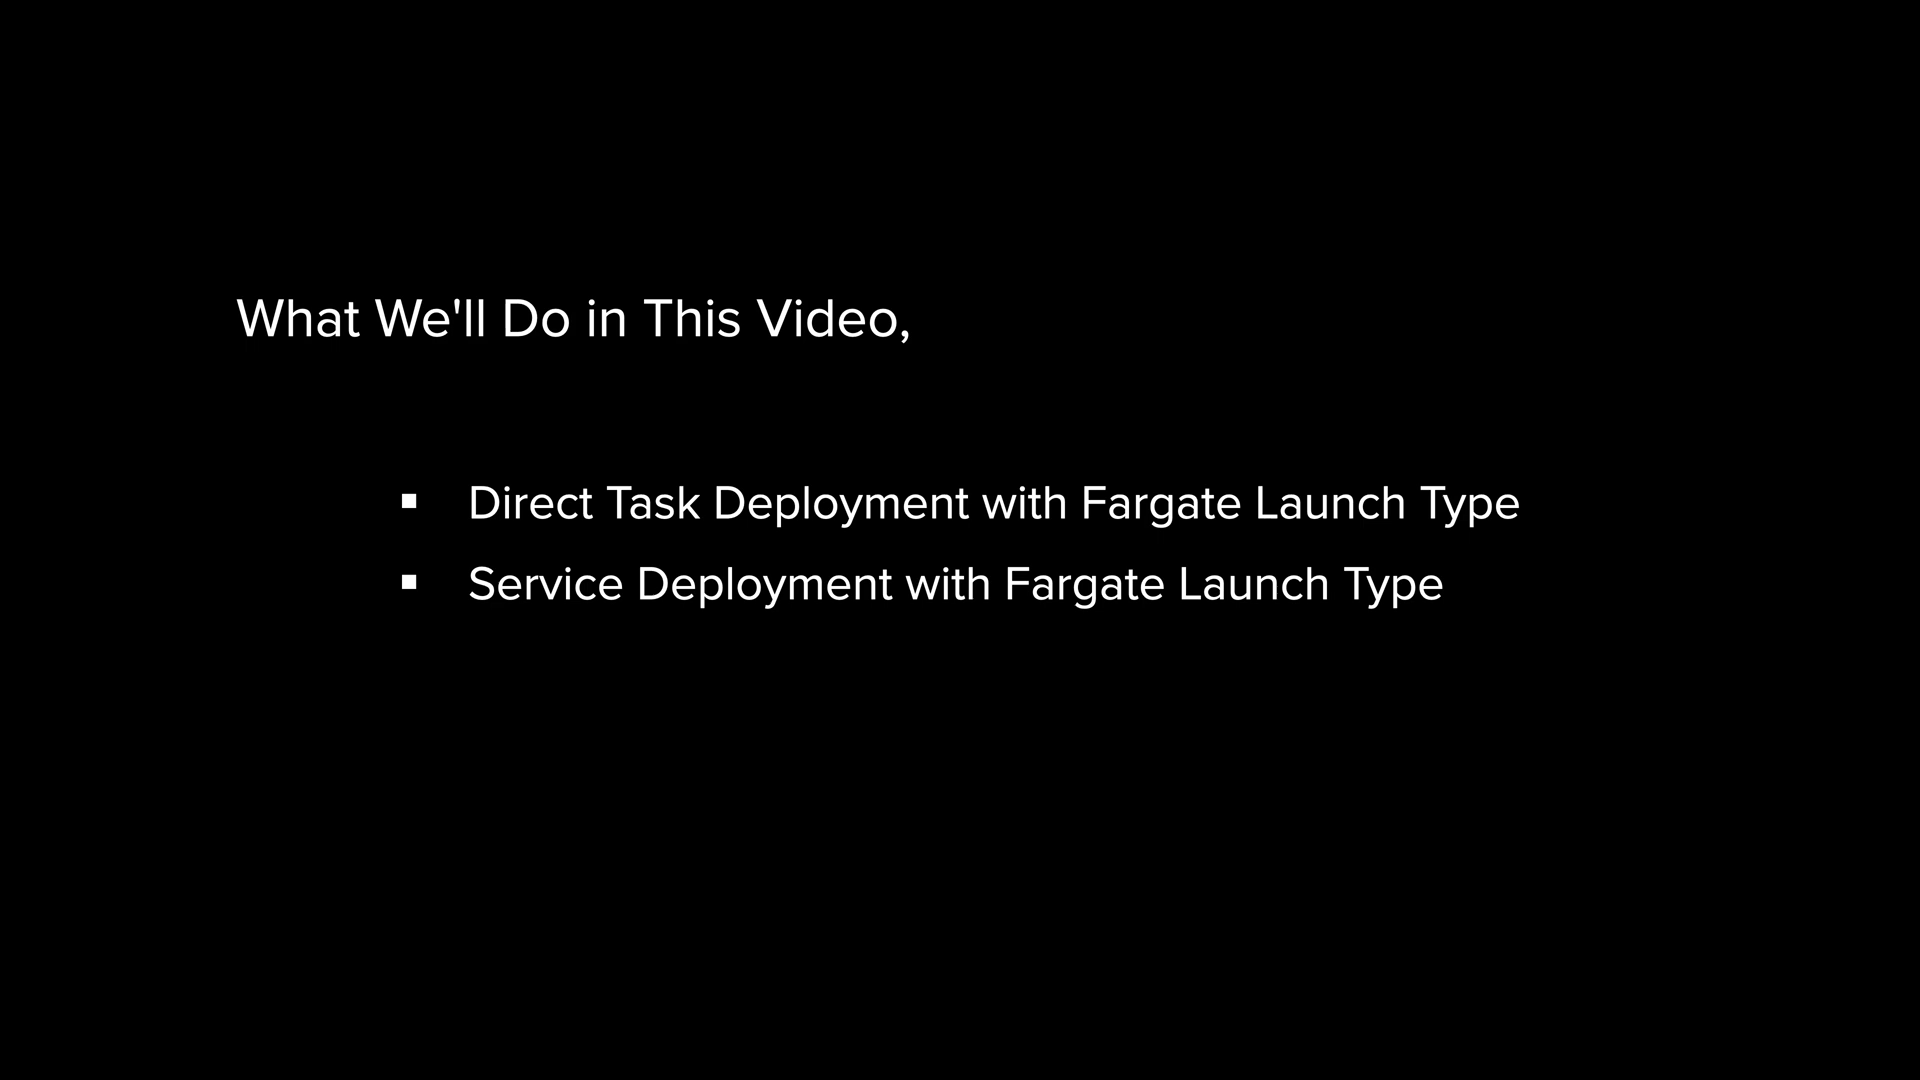 What We'll Do in This Video,
▪ Direct Task Deployment with Fargate Launch Type
▪ Service Deployment with Fargate Launch Type